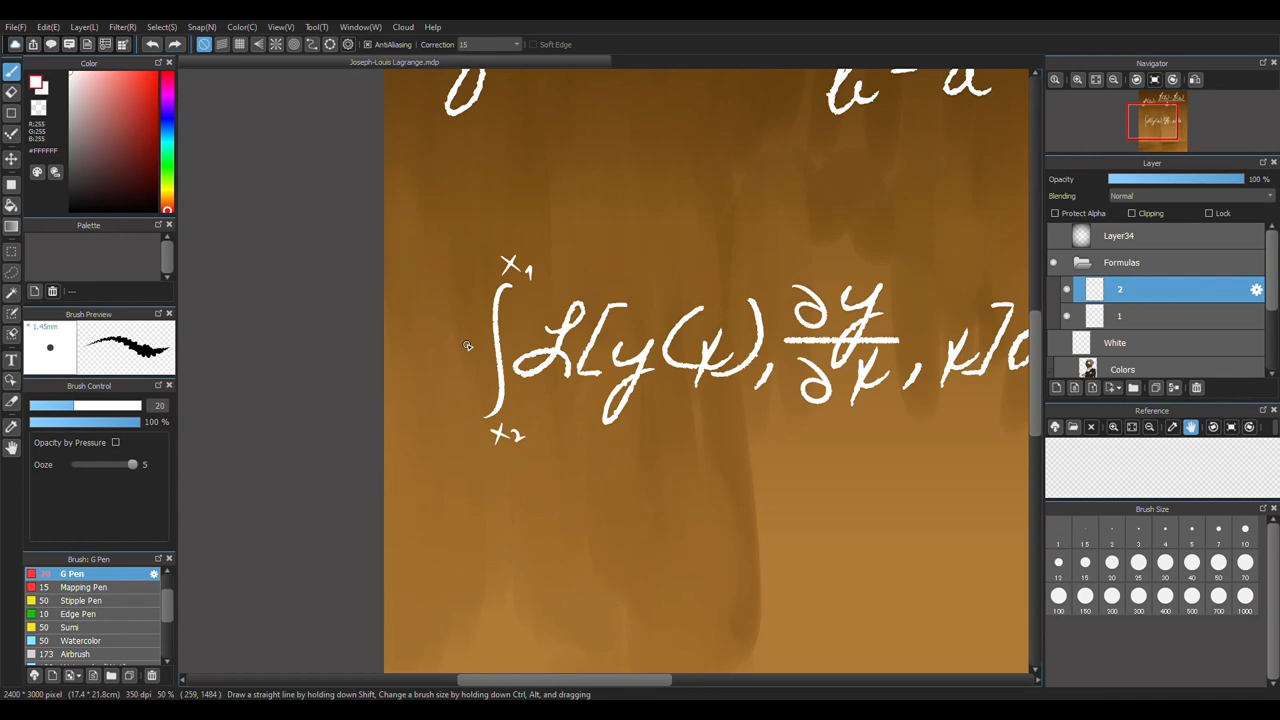 File(F) Edit(E) Layer(L) Filter(R) Select(S) Snap(N) Color(C) View(V) Tool(T) Window(W) Cloud Help
AntiAliasing Correction 15 Soft Edge
Joseph-Louis Lagrange.mdp
Color
R:255
G:255
B:255
#FFFFFF
Palette
---
Brush Preview
* 1.45mm
Brush Control
20
100 %
Opacity by Pressure
Ooze 5
Brush: G Pen
20 G Pen
15 Mapping Pen
50 Stipple Pen
10 Edge Pen
50 Sumi
50 Watercolor
173 Airbrush
b - a
x1
∫ℒ[y(x), ∂y/∂x, x]
x2
Navigator
Layer
Opacity 100 %
Blending Normal
Protect Alpha Clipping Lock
Layer34
Formulas
2
1
White
Colors
Reference
Brush Size
1 1.5 2 3 4 5 7 10
12 15 20 25 30 40 50 70
100 150 200 300 400 500 700 1000
2400 * 3000 pixel (17.4 * 21.8cm) 350 dpi 50 % ( 259, 1484 ) Draw a straight line by holding down Shift, Change a brush size by holding down Ctrl, Alt, and dragging